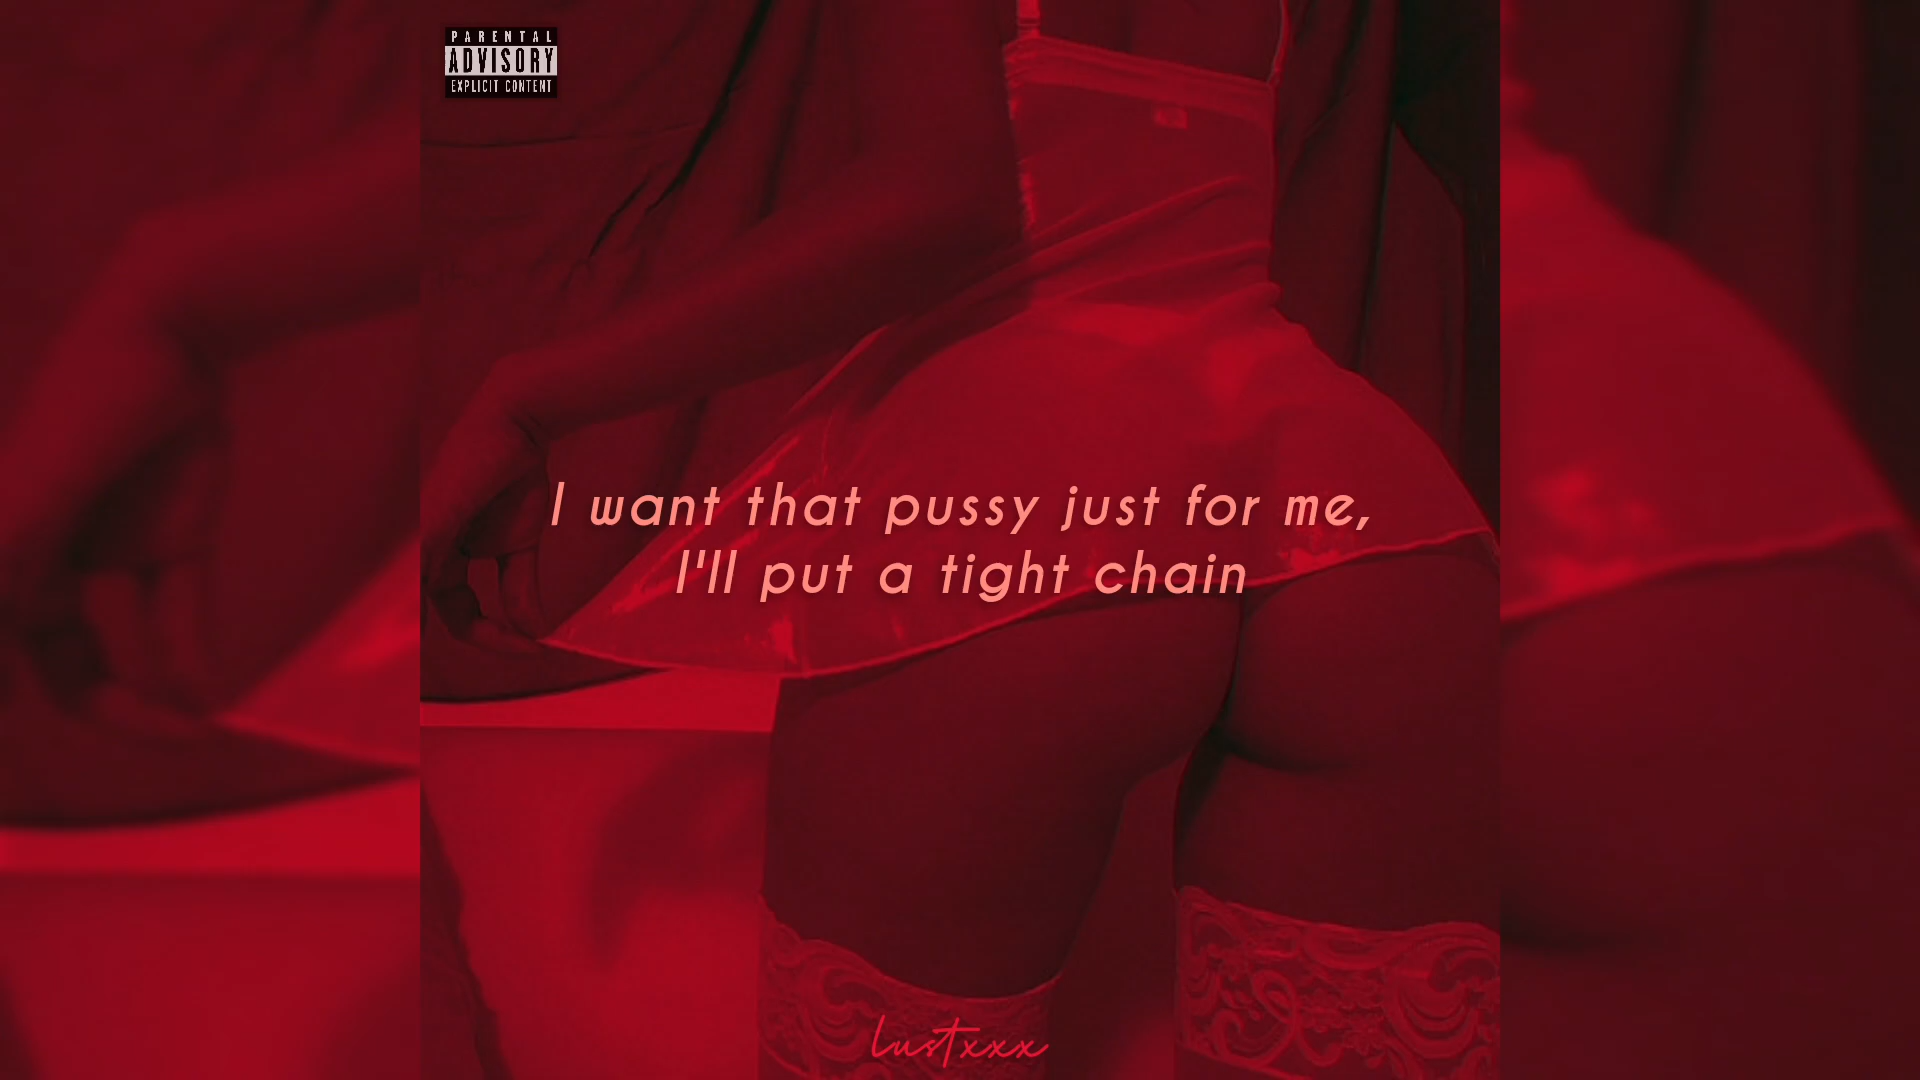 PARENTAL
ADVISORY
EXPLICIT CONTENT
I want that pussy just for me,
I'll put a tight chain
lustxxx